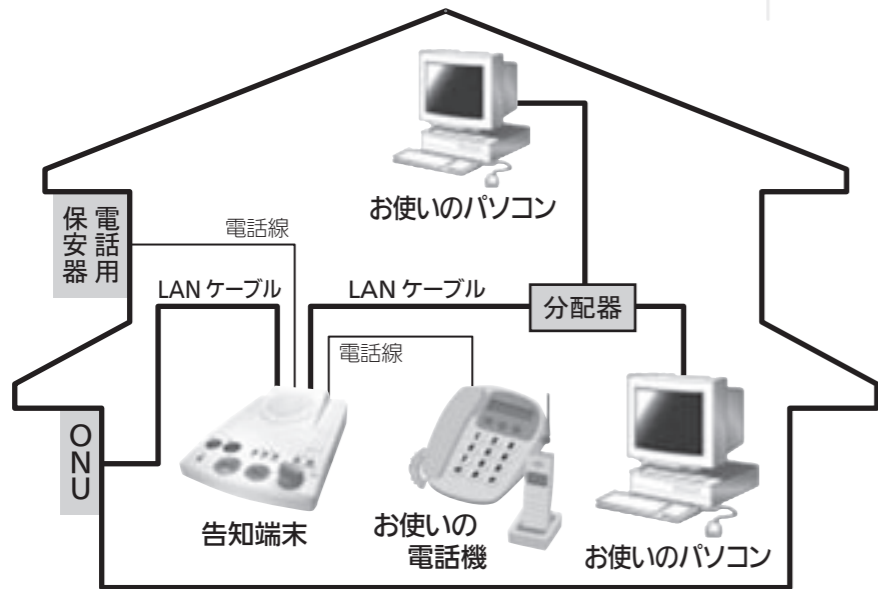 お使いのパソコン
電話用
保安器
電話線
LAN ケーブル
LAN ケーブル
分配器
電話線
ONU
告知端末
お使いの
電話機
お使いのパソコン